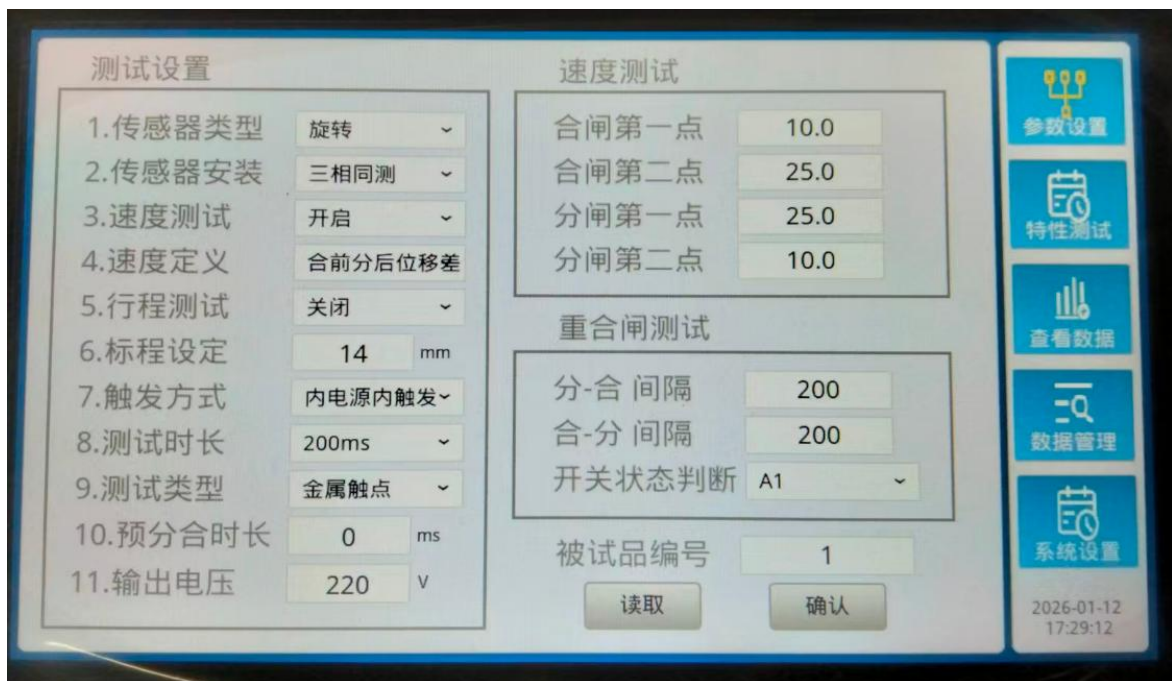 测试设置
1.传感器类型 旋转
2.传感器安装 三相同测
3.速度测试 开启
4.速度定义 合前分后位移差
5.行程测试 关闭
6.标程设定 14 mm
7.触发方式 内电源内触发
8.测试时长 200ms
9.测试类型 金属触点
10.预分合时长 0 ms
11.输出电压 220 V
速度测试
合闸第一点 10.0
合闸第二点 25.0
分闸第一点 25.0
分闸第二点 10.0
重合闸测试
分-合 间隔 200
合-分 间隔 200
开关状态判断 A1
被试品编号 1
读取 确认
参数设置
特性测试
查看数据
数据管理
系统设置
2026-01-12
17:29:12